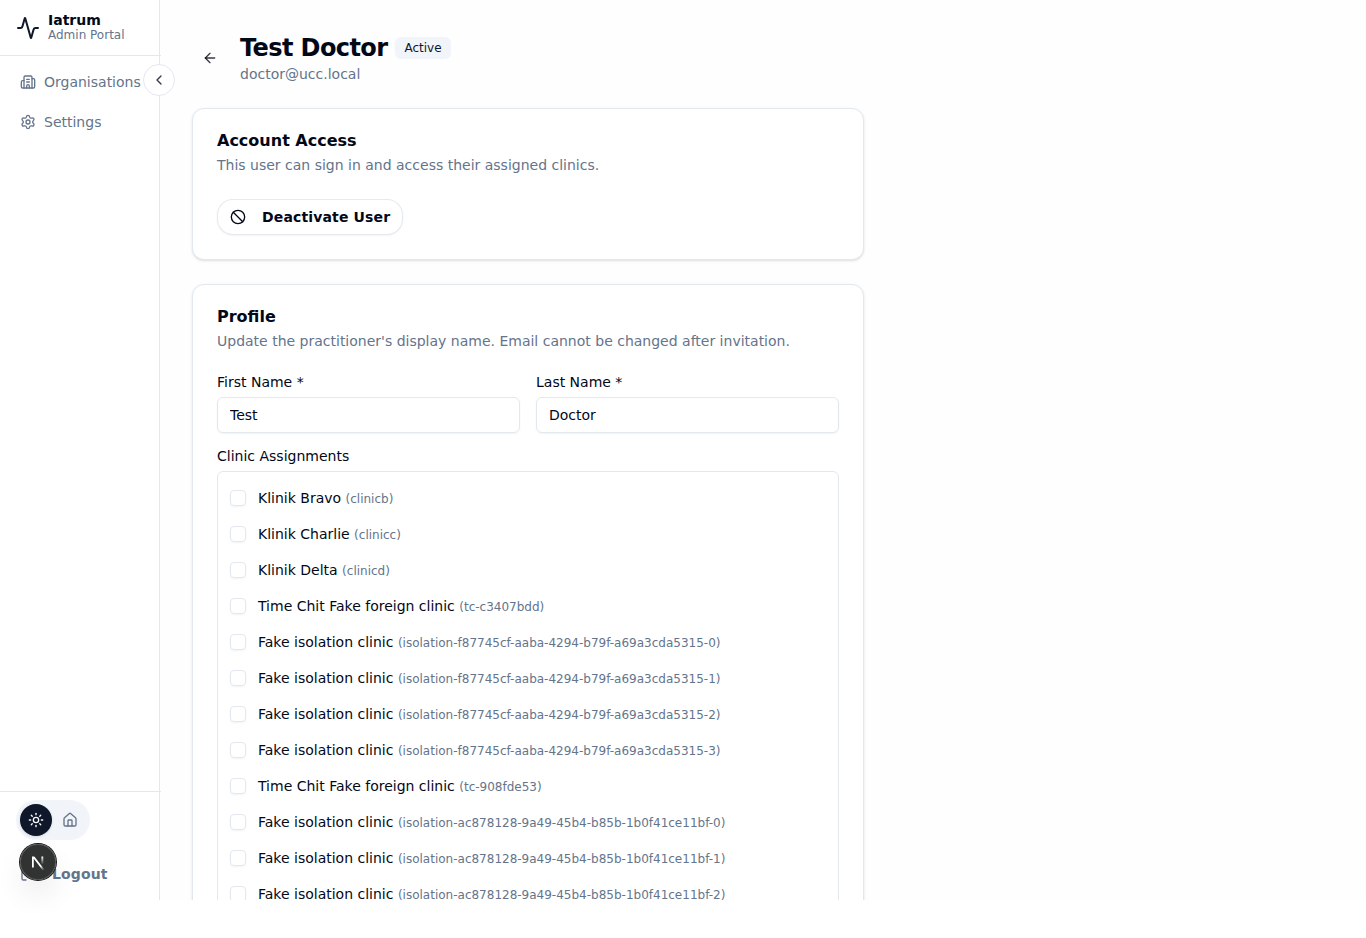 Iatrum
Admin Portal
Organisations
Settings
Test Doctor
Active
doctor@ucc.local
Account Access
This user can sign in and access their assigned clinics.
Deactivate User
Profile
Update the practitioner's display name. Email cannot be changed after invitation.
First Name *
Last Name *
Test
Doctor
Clinic Assignments
Klinik Bravo (clinicb)
Klinik Charlie (clinicc)
Klinik Delta (clinicd)
Time Chit Fake foreign clinic (tc-c3407bdd)
Fake isolation clinic (isolation-f87745cf-aaba-4294-b79f-a69a3cda5315-0)
Fake isolation clinic (isolation-f87745cf-aaba-4294-b79f-a69a3cda5315-1)
Fake isolation clinic (isolation-f87745cf-aaba-4294-b79f-a69a3cda5315-2)
Fake isolation clinic (isolation-f87745cf-aaba-4294-b79f-a69a3cda5315-3)
Time Chit Fake foreign clinic (tc-908fde53)
Fake isolation clinic (isolation-ac878128-9a49-45b4-b85b-1b0f41ce11bf-0)
Fake isolation clinic (isolation-ac878128-9a49-45b4-b85b-1b0f41ce11bf-1)
Fake isolation clinic (isolation-ac878128-9a49-45b4-b85b-1b0f41ce11bf-2)
N
Logout